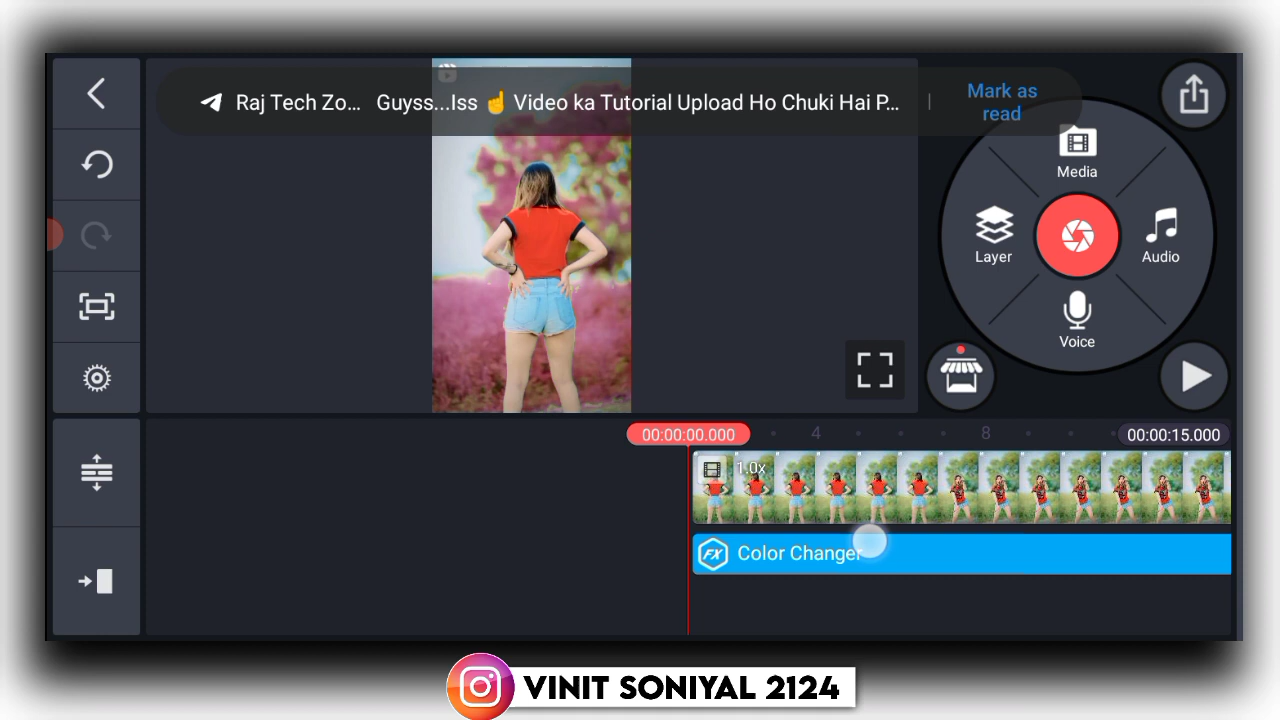 Raj Tech Zo... Guyss...Iss ☝ Video ka Tutorial Upload Ho Chuki Hai P... Mark as read
Media
Layer
Audio
Voice
00:00:00.000 4 8 00:00:15.000
1.0x
FX Color Changer
VINIT SONIYAL 2124